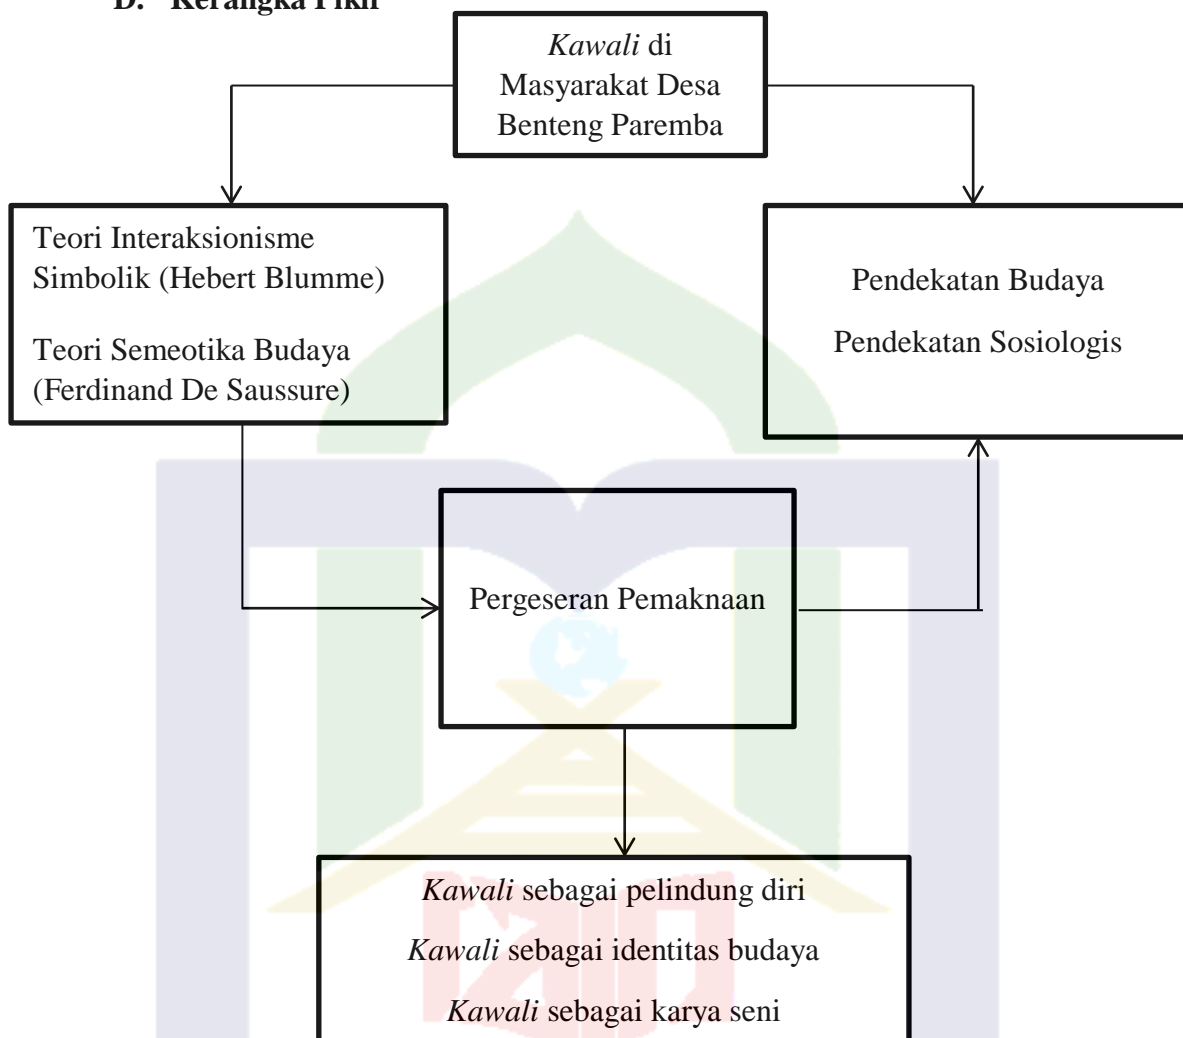 D. Kerangka Pikir
Kawali di
Masyarakat Desa
Benteng Paremba
Teori Interaksionisme
Simbolik (Hebert Blumme)
Teori Semeotika Budaya
(Ferdinand De Saussure)
Pendekatan Budaya
Pendekatan Sosiologis
Pergeseran Pemaknaan
Kawali sebagai pelindung diri
Kawali sebagai identitas budaya
Kawali sebagai karya seni